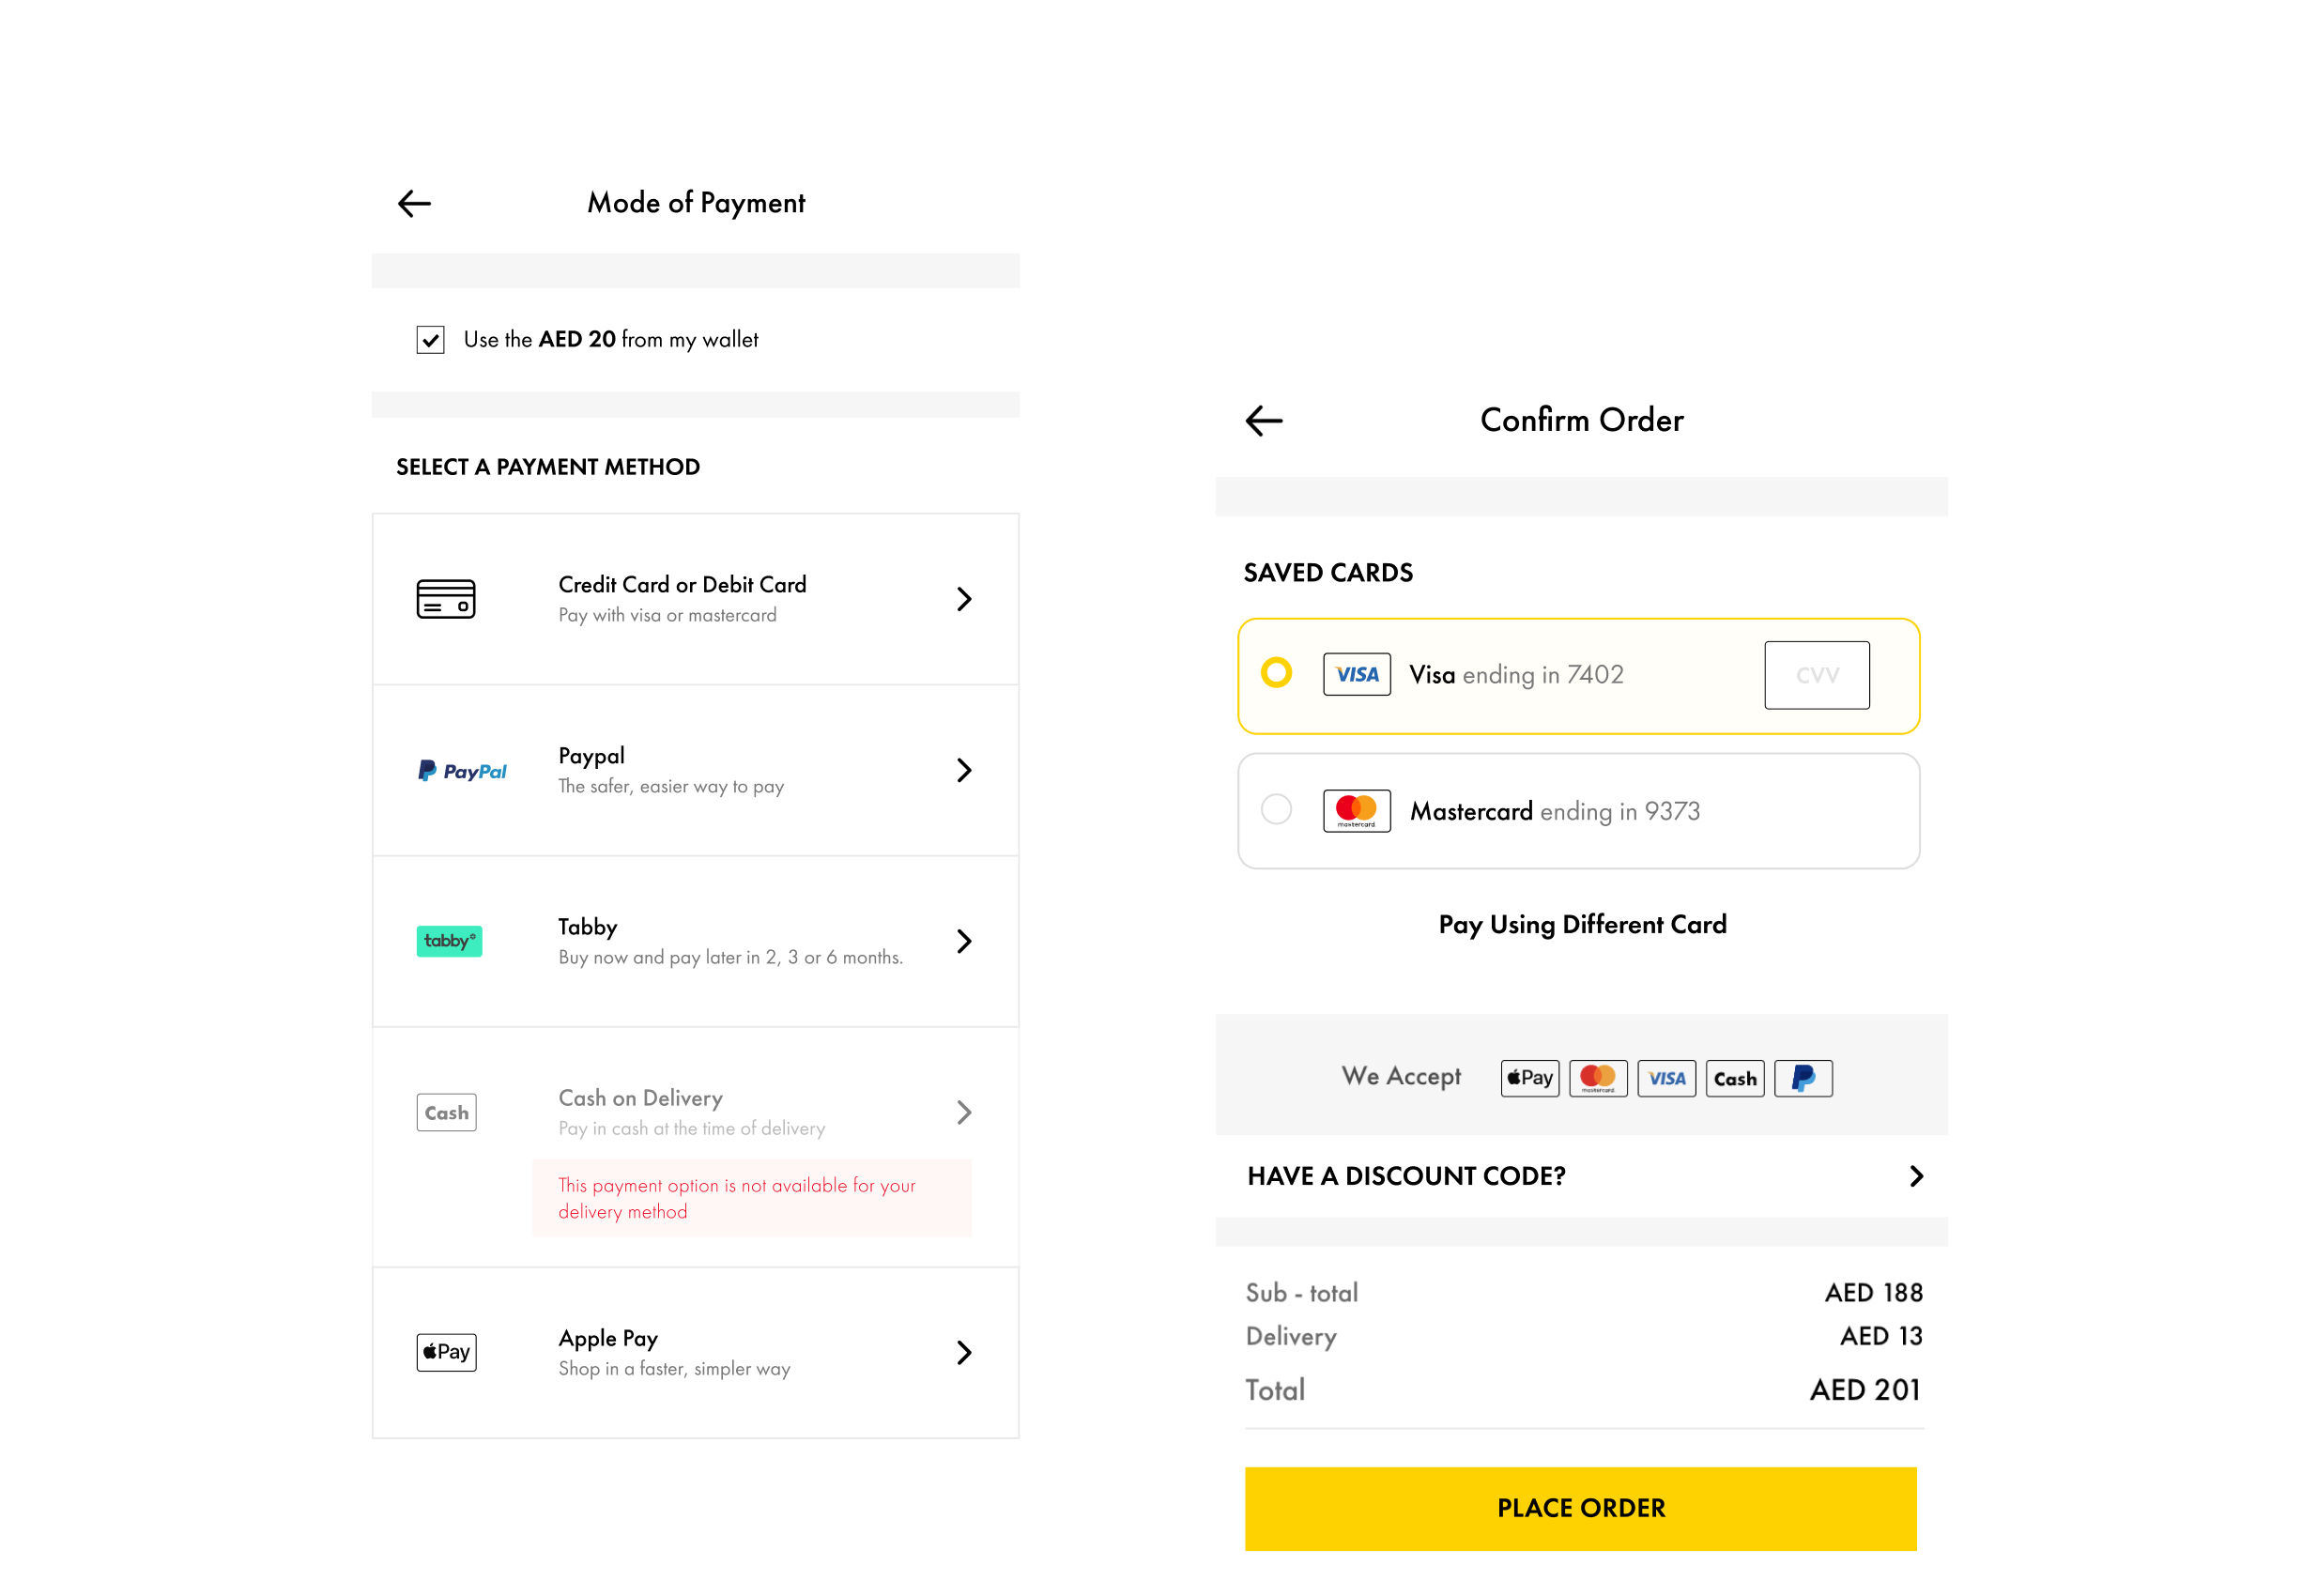 Mode of Payment
Use the AED 20 from my wallet
SELECT A PAYMENT METHOD
Credit Card or Debit Card
Pay with visa or mastercard
PayPal
Paypal
The safer, easier way to pay
tabby
Tabby
Buy now and pay later in 2, 3 or 6 months.
Cash
Cash on Delivery
Pay in cash at the time of delivery
This payment option is not available for your
delivery method
Pay
Apple Pay
Shop in a faster, simpler way
Confirm Order
SAVED CARDS
VISA Visa ending in 7402 CVV
mastercard Mastercard ending in 9373
Pay Using Different Card
We Accept Pay mastercard VISA Cash
HAVE A DISCOUNT CODE?
Sub - total AED 188
Delivery AED 13
Total AED 201
PLACE ORDER